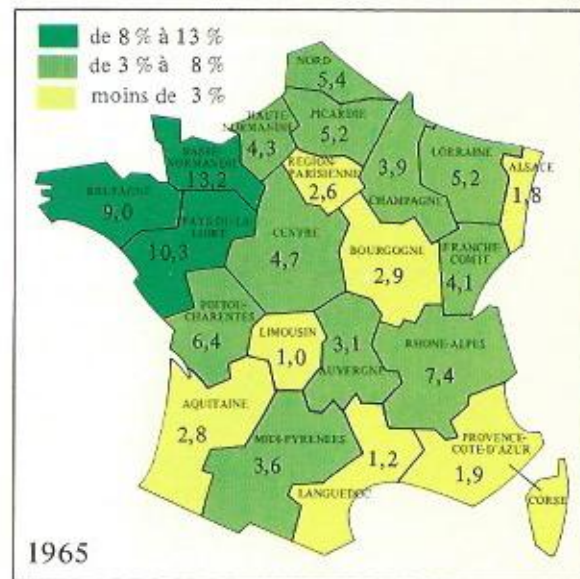 de 8 % à 13 %
de 3 % à 8 %
moins de 3 %
NORD
5,4
HAUTE-
NORMANDIE
4,3
PICARDIE
5,2
BASSE-
NORMANDIE
13,2
RÉGION-
PARISIENNE
2,6
3,9
CHAMPAGNE
LORRAINE
5,2
ALSACE
1,8
BRETAGNE
9,0
PAYS-DE-LA-
LOIRE
10,3
CENTRE
4,7
BOURGOGNE
2,9
FRANCHE-
COMTÉ
4,1
POITOU-
CHARENTES
6,4
LIMOUSIN
1,0
3,1
AUVERGNE
RHONE-ALPES
7,4
AQUITAINE
2,8
MIDI-PYRENEES
3,6
1,2
LANGUEDOC
PROVENCE-
COTE-D'AZUR
1,9
CORSE
1965